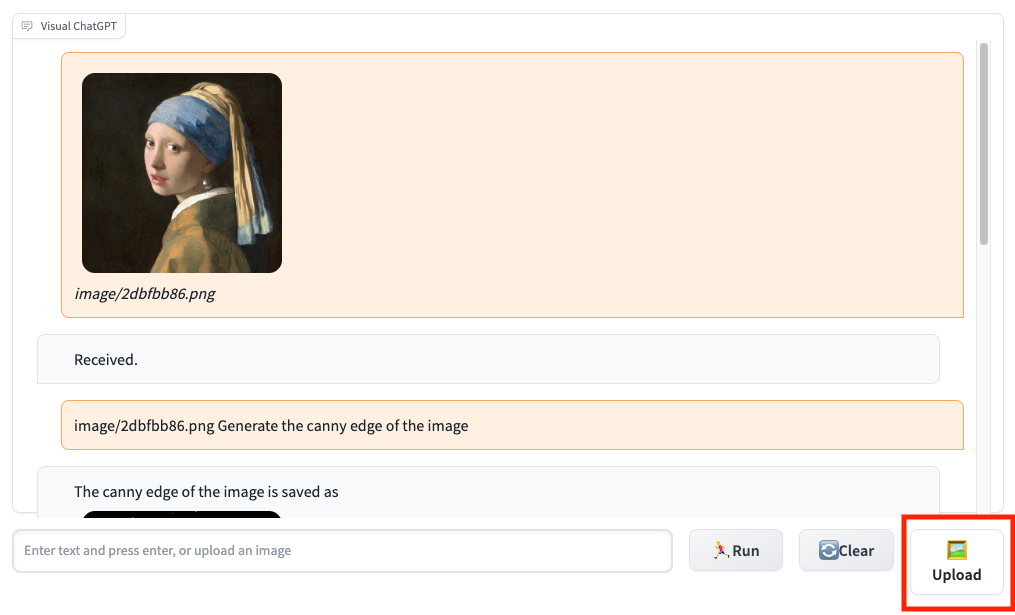 Visual ChatGPT
image/2dbfbb86.png
Received.
image/2dbfbb86.png Generate the canny edge of the image
The canny edge of the image is saved as
Enter text and press enter, or upload an image
Run
Clear
Upload